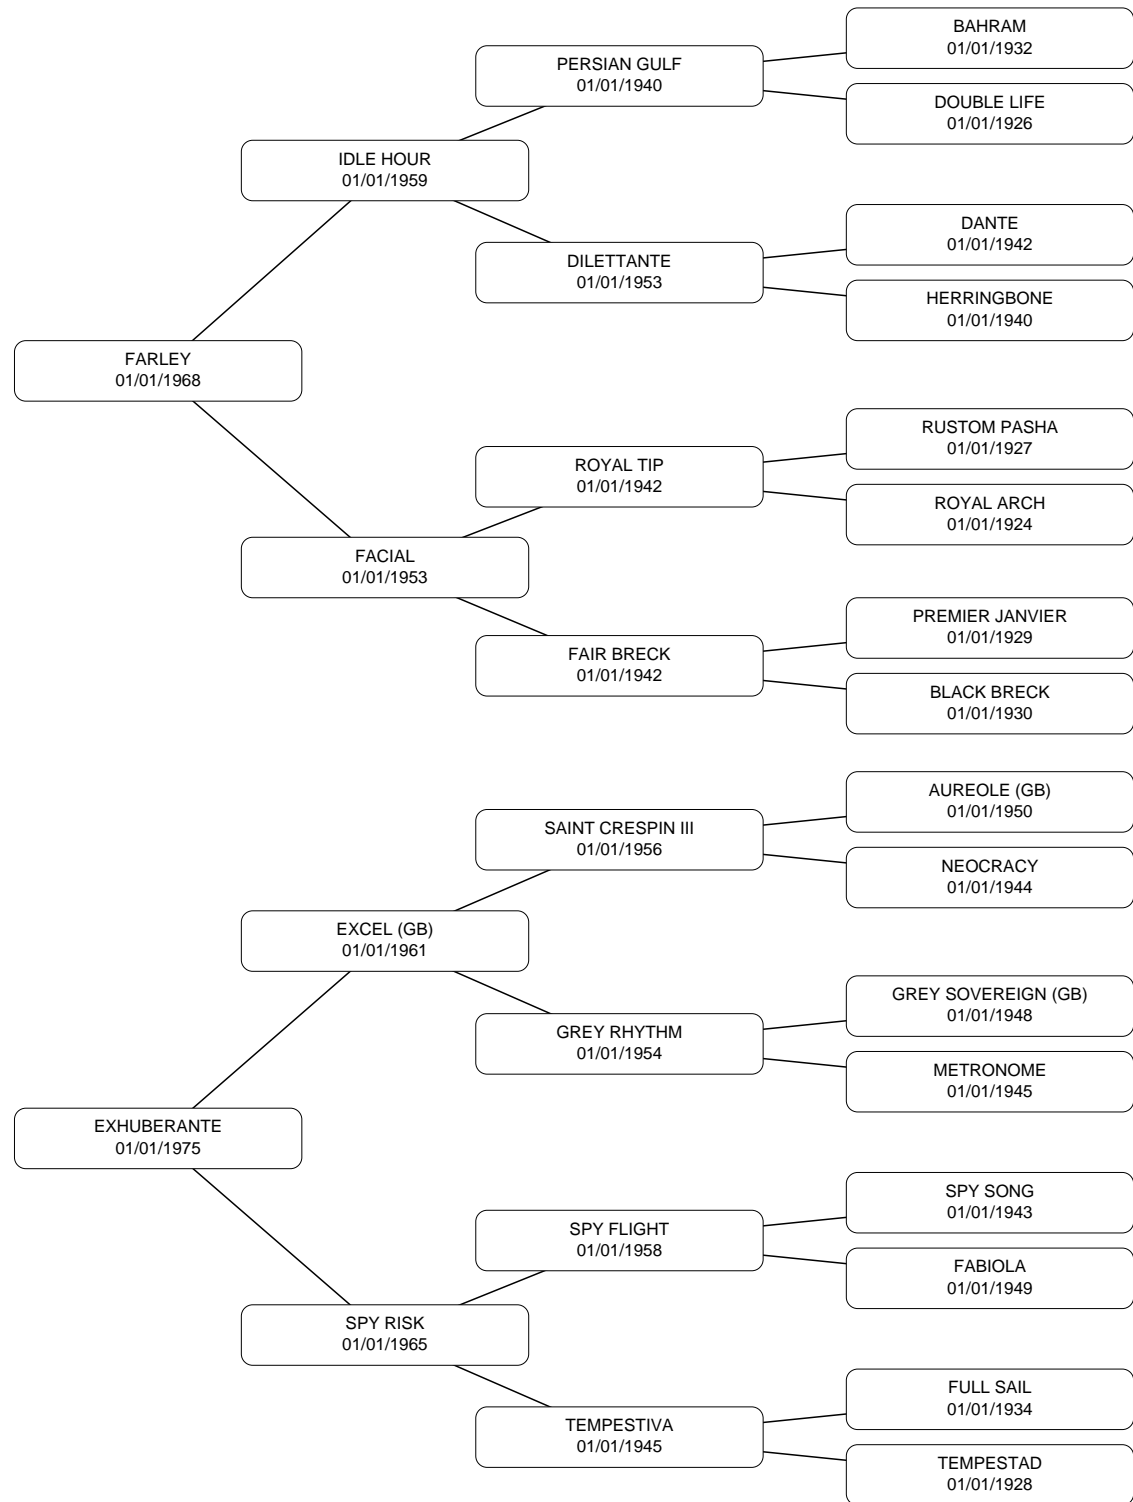 BAHRAM
01/01/1932
PERSIAN GULF
01/01/1940
DOUBLE LIFE
01/01/1926
IDLE HOUR
01/01/1959
DANTE
01/01/1942
DILETTANTE
01/01/1953
HERRINGBONE
01/01/1940
FARLEY
01/01/1968
RUSTOM PASHA
01/01/1927
ROYAL TIP
01/01/1942
ROYAL ARCH
01/01/1924
FACIAL
01/01/1953
PREMIER JANVIER
01/01/1929
FAIR BRECK
01/01/1942
BLACK BRECK
01/01/1930
AUREOLE (GB)
01/01/1950
SAINT CRESPIN III
01/01/1956
NEOCRACY
01/01/1944
EXCEL (GB)
01/01/1961
GREY SOVEREIGN (GB)
01/01/1948
GREY RHYTHM
01/01/1954
METRONOME
01/01/1945
EXHUBERANTE
01/01/1975
SPY SONG
01/01/1943
SPY FLIGHT
01/01/1958
FABIOLA
01/01/1949
SPY RISK
01/01/1965
FULL SAIL
01/01/1934
TEMPESTIVA
01/01/1945
TEMPESTAD
01/01/1928